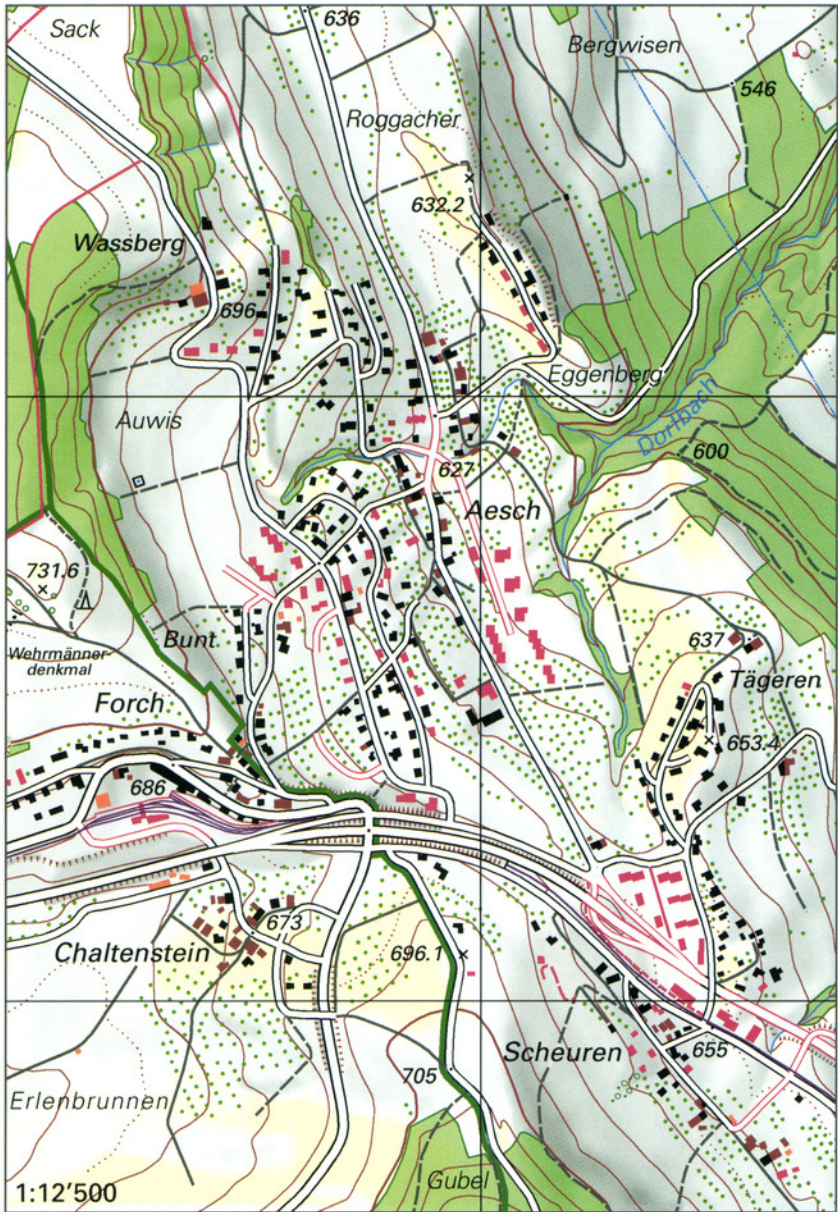 Sack
636
Bergwisen
546
Roggacher
632.2
Wassberg
696
Eggenberg
Auwis
Dorfbach
627
600
Aesch
731.6
Bunt
637
Wehrmänner-
denkmal
Tägeren
Forch
653.4
686
673
Chaltenstein
696.1
Scheuren
655
705
Erlenbrunnen
Gubel
1:12'500